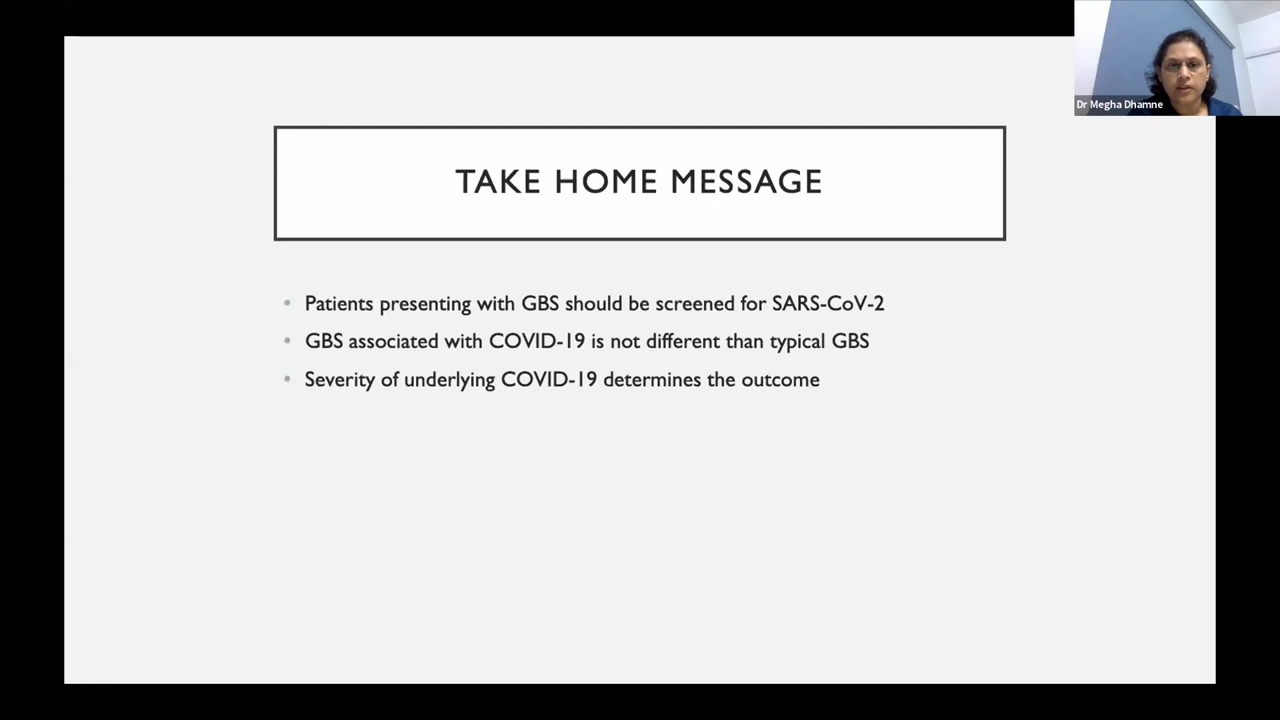 Dr Megha Dhamne
TAKE HOME MESSAGE
• Patients presenting with GBS should be screened for SARS-CoV-2
• GBS associated with COVID-19 is not different than typical GBS
• Severity of underlying COVID-19 determines the outcome